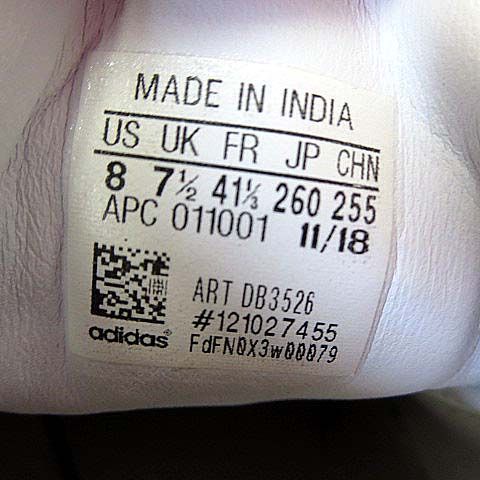 MADE IN INDIA
US UK FR JP CHN
8 7½ 41⅓ 260 255
APC 011001 11/18
ART DB3526
#121027455
adidas® FdFN0X3w00079